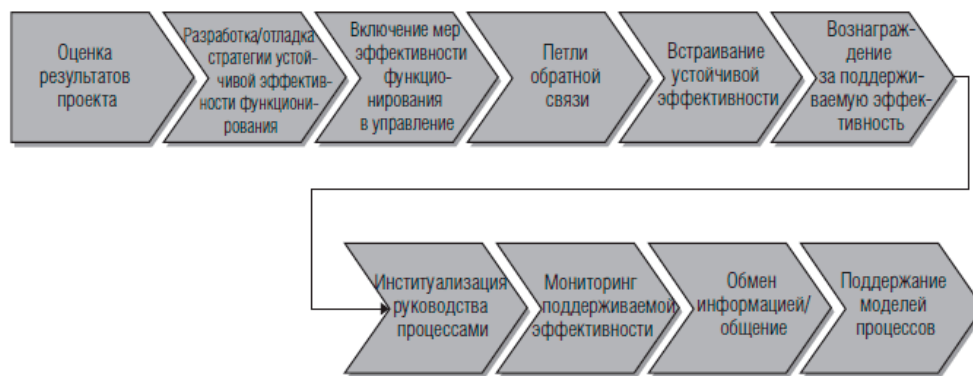 Оценка
результатов
проекта
Разработка/отладка
стратегии устой-
чивой эффектив-
ности функциони-
рования
Включение мер
эффективности
функцио-
нирования
в управление
Петли
обратной
связи
Встраивание
устойчивой
эффективности
Вознаграж-
дение
за поддержи-
ваемую эффек-
тивность
Институализация
руководства
процессами
Мониторинг
поддерживаемой
эффективности
Обмен
информацией/
общение
Поддержание
моделей
процессов